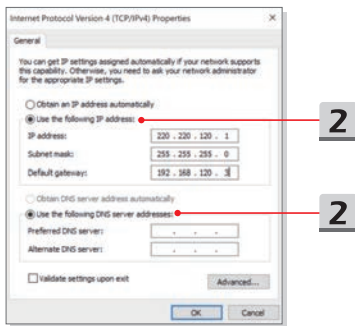 Internet Protocol Version 4 (TCP/IPv4) Properties
General
You can get IP settings assigned automatically if your network supports
this capability. Otherwise, you need to ask your network administrator
for the appropriate IP settings.
Obtain an IP address automatically
Use the following IP address:
2
IP address: 220 . 220 . 120 . 1
Subnet mask: 255 . 255 . 255 . 0
Default gateway: 192 . 168 . 120 . 3
Obtain DNS server address automatically
Use the following DNS server addresses:
2
Preferred DNS server: . . .
Alternate DNS server: . . .
Validate settings upon exit
Advanced...
OK Cancel